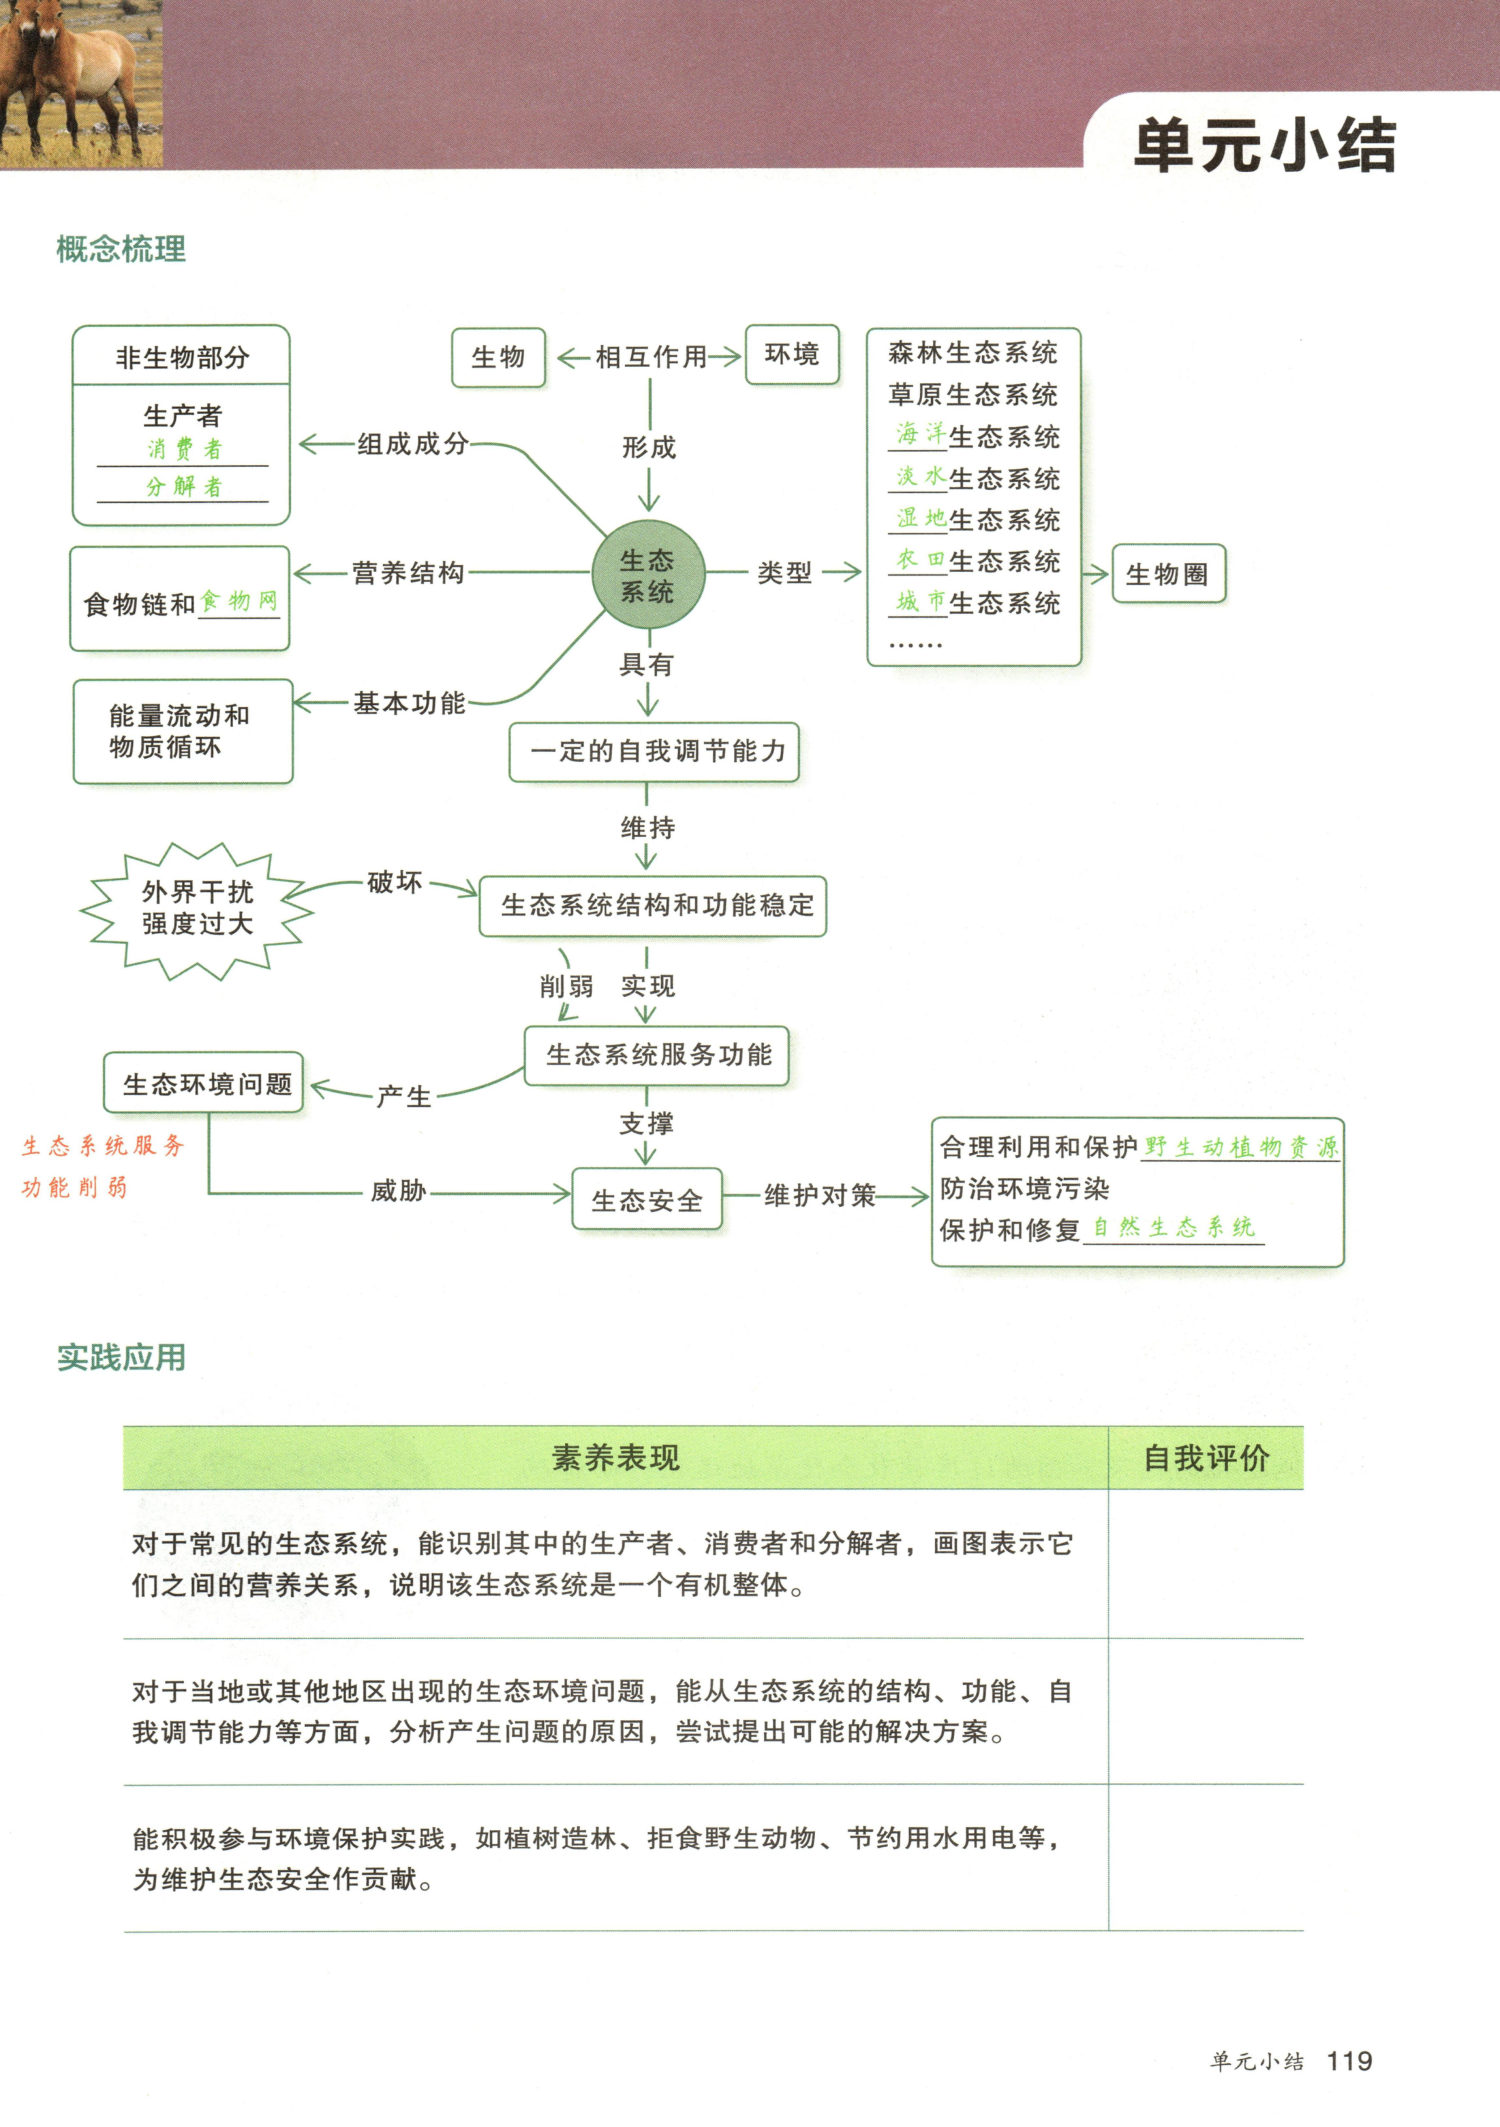 单元小结
概念梳理
非生物部分
生产者
消费者
分解者
组成成分
生物
相互作用
环境
形成
森林生态系统
草原生态系统
海洋生态系统
淡水生态系统
湿地生态系统
农田生态系统
城市生态系统
……
食物链和食物网
营养结构
生态
系统
类型
生物圈
能量流动和
物质循环
基本功能
具有
一定的自我调节能力
维持
外界干扰
强度过大
破坏
生态系统结构和功能稳定
削弱
实现
生态系统服务功能
生态环境问题
产生
支撑
生态系统服务
功能削弱
威胁
生态安全
维护对策
合理利用和保护野生动植物资源
防治环境污染
保护和修复自然生态系统
实践应用
素养表现
自我评价
对于常见的生态系统，能识别其中的生产者、消费者和分解者，画图表示它
们之间的营养关系，说明该生态系统是一个有机整体。
对于当地或其他地区出现的生态环境问题，能从生态系统的结构、功能、自
我调节能力等方面，分析产生问题的原因，尝试提出可能的解决方案。
能积极参与环境保护实践，如植树造林、拒食野生动物、节约用水用电等，
为维护生态安全作贡献。
单元小结 119